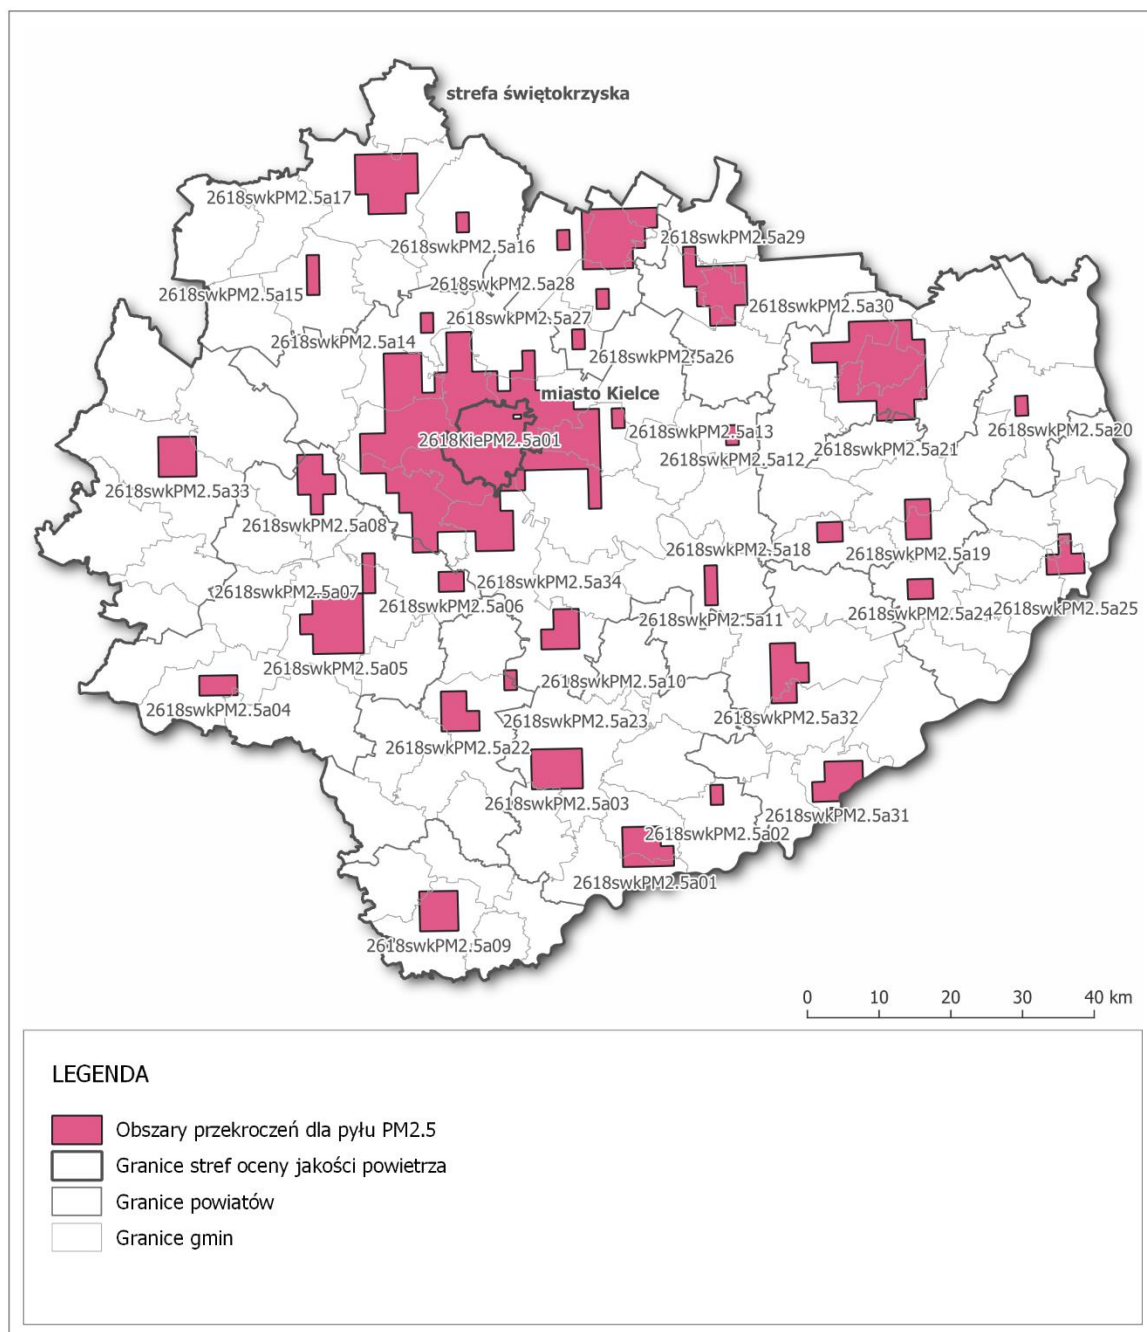 strefa świętokrzyska
2618swkPM2.5a17
2618swkPM2.5a16
2618swkPM2.5a29
2618swkPM2.5a15
2618swkPM2.5a28
2618swkPM2.5a30
2618swkPM2.5a27
2618swkPM2.5a14
2618swkPM2.5a26
miasto Kielce
2618swkPM2.5a13
2618swkPM2.5a20
2618KiePM2.5a01
2618swkPM2.5a21
2618swkPM2.5a12
2618swkPM2.5a33
2618swkPM2.5a08
2618swkPM2.5a18
2618swkPM2.5a19
2618swkPM2.5a34
2618swkPM2.5a07
2618swkPM2.5a06
2618swkPM2.5a24
2618swkPM2.5a25
2618swkPM2.5a11
2618swkPM2.5a05
2618swkPM2.5a10
2618swkPM2.5a04
2618swkPM2.5a32
2618swkPM2.5a23
2618swkPM2.5a22
2618swkPM2.5a03
2618swkPM2.5a31
2618swkPM2.5a02
2618swkPM2.5a01
2618swkPM2.5a09
0 10 20 30 40 km
LEGENDA
Obszary przekroczeń dla pyłu PM2.5
Granice stref oceny jakości powietrza
Granice powiatów
Granice gmin